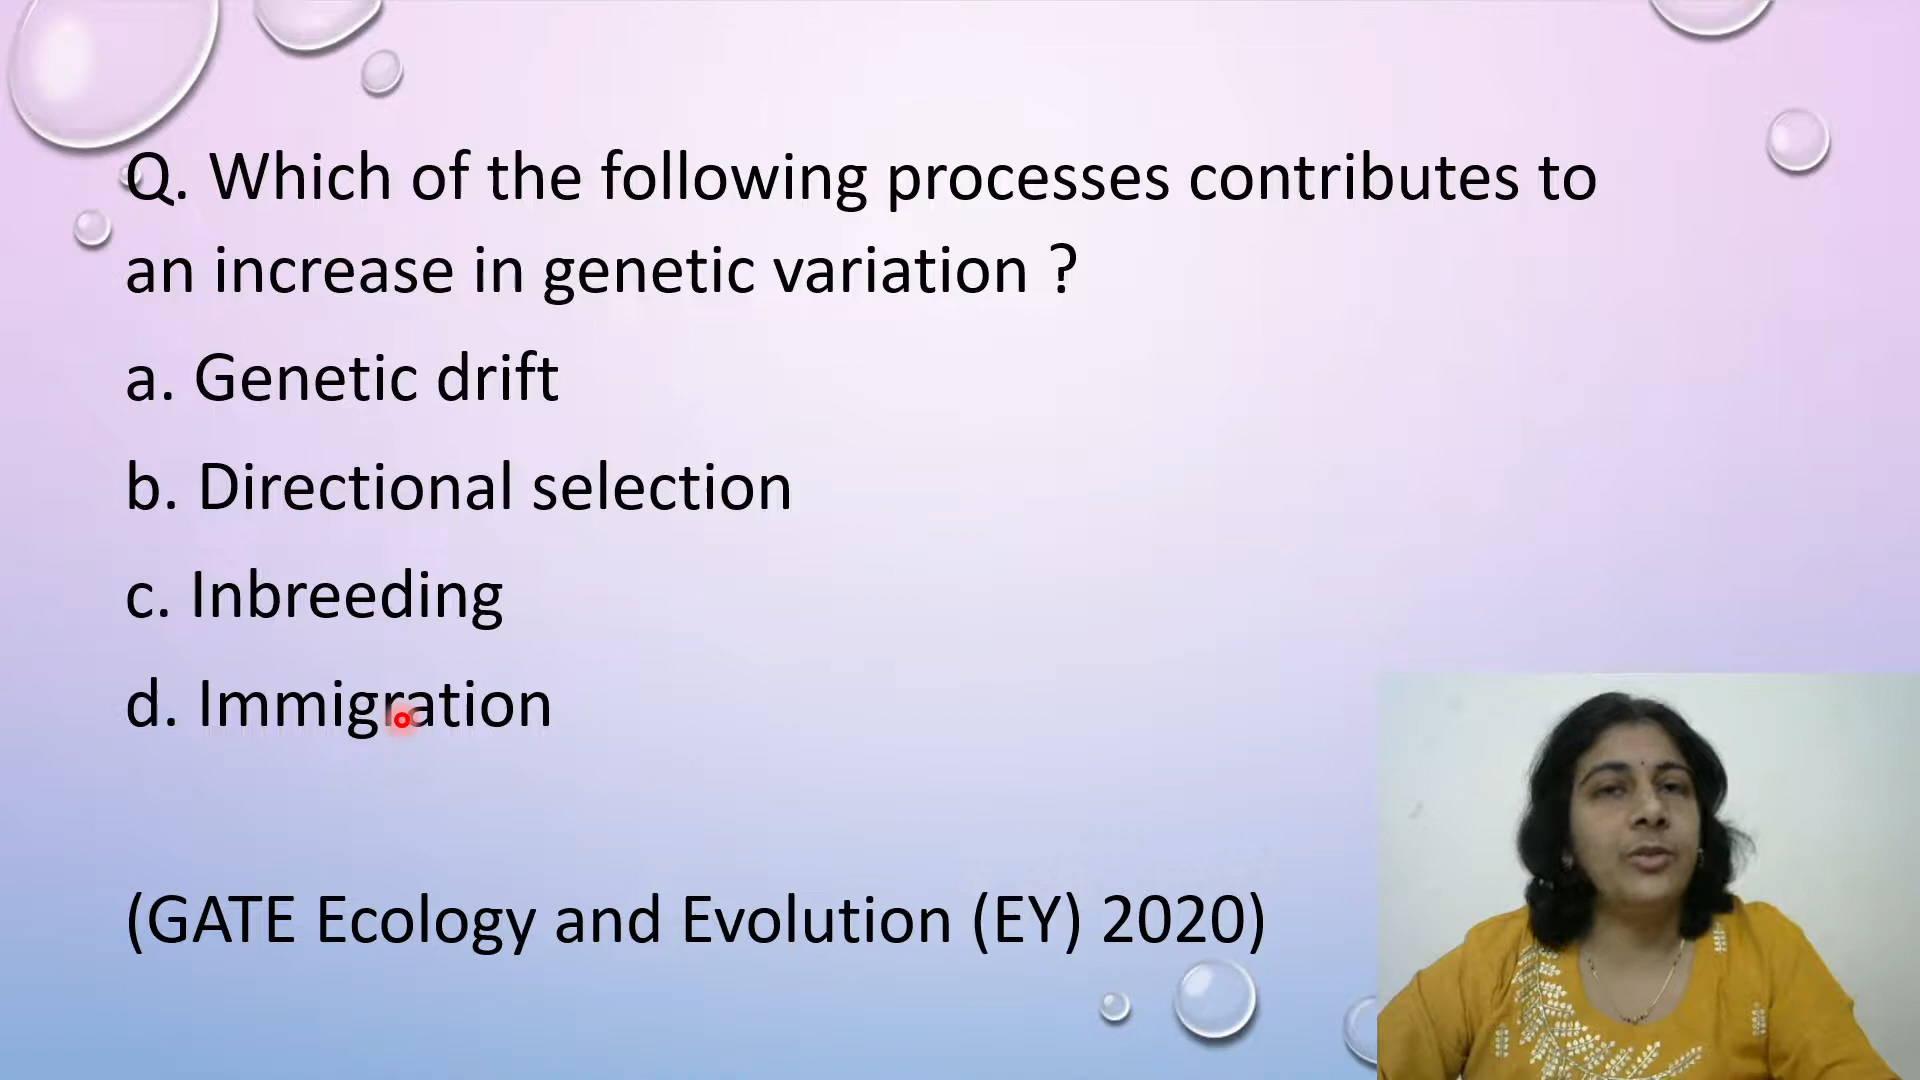 Q. Which of the following processes contributes to
an increase in genetic variation ?
a. Genetic drift
b. Directional selection
c. Inbreeding
d. Immigration
(GATE Ecology and Evolution (EY) 2020)